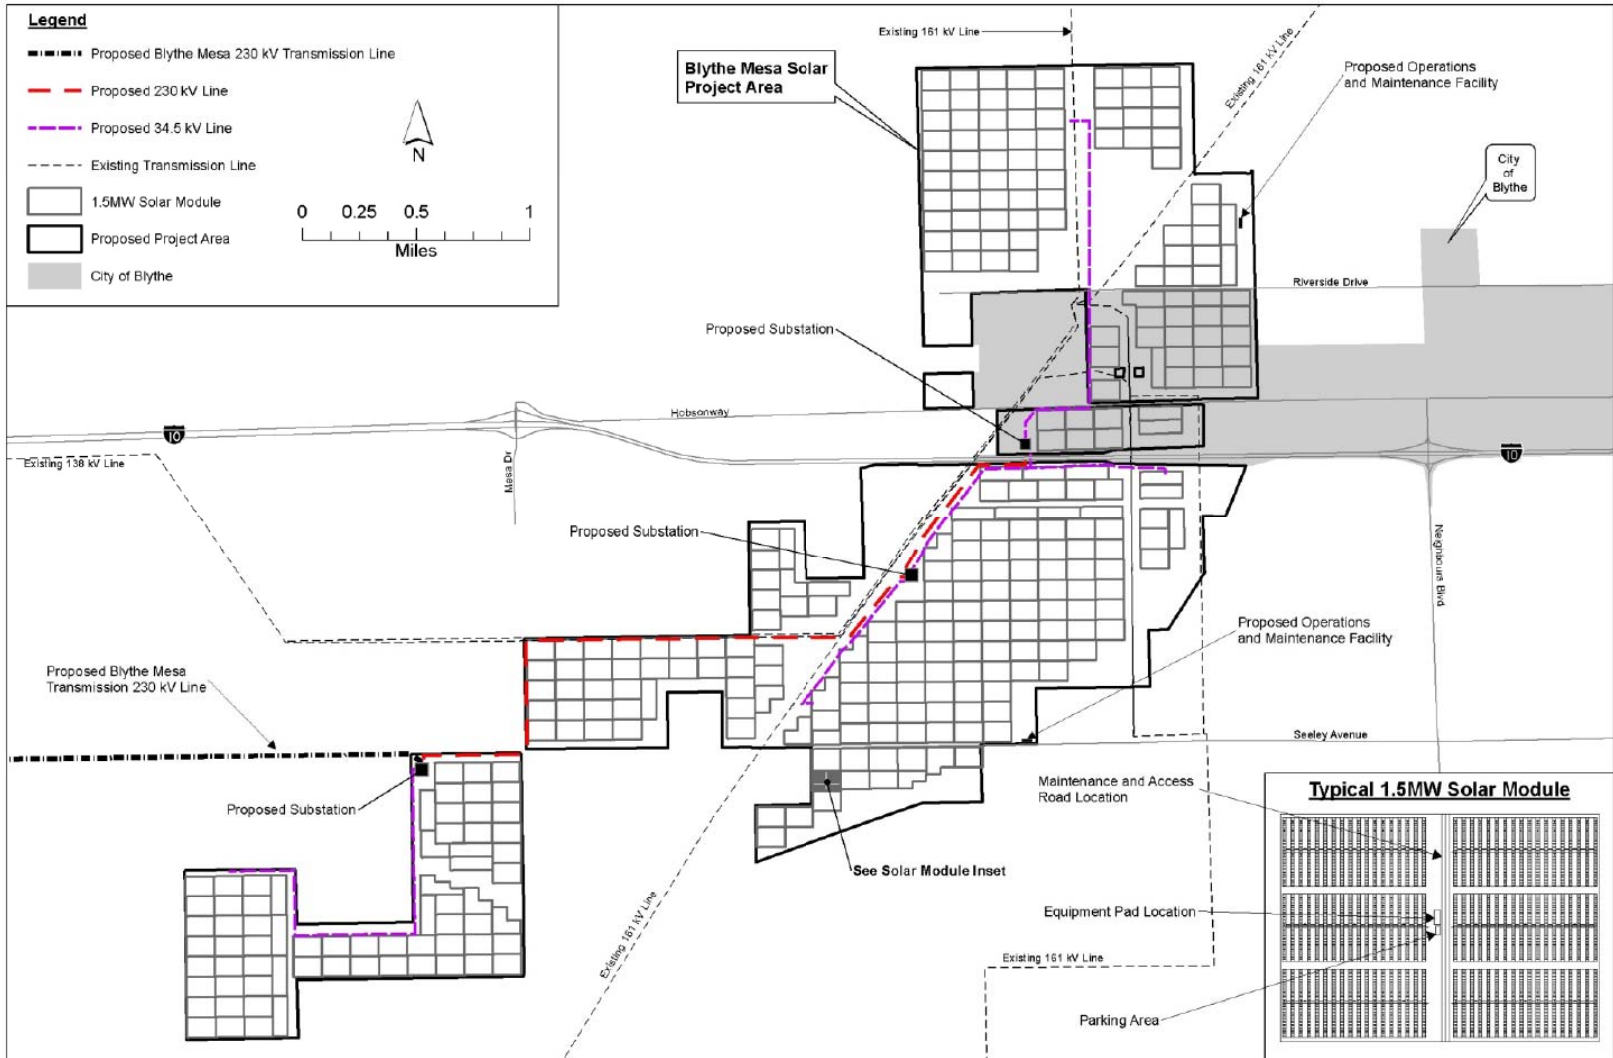 Legend
Proposed Blythe Mesa 230 kV Transmission Line
Proposed 230 kV Line
Proposed 34.5 kV Line
Existing Transmission Line
1.5MW Solar Module
Proposed Project Area
City of Blythe
N
0 0.25 0.5 1
Miles
Existing 161 kV Line
Existing 161 kV Line
Blythe Mesa Solar
Project Area
Proposed Operations
and Maintenance Facility
City
of
Blythe
Riverside Drive
Proposed Substation
Hobsonway
10
Existing 138 kV Line
Mesa Dr
10
Proposed Substation
Neighbours Blvd
Proposed Operations
and Maintenance Facility
Proposed Blythe Mesa
Transmission 230 kV Line
Seeley Avenue
Proposed Substation
Maintenance and Access
Road Location
Typical 1.5MW Solar Module
See Solar Module Inset
Equipment Pad Location
Existing 161 kV Line
Existing 161 kV Line
Parking Area